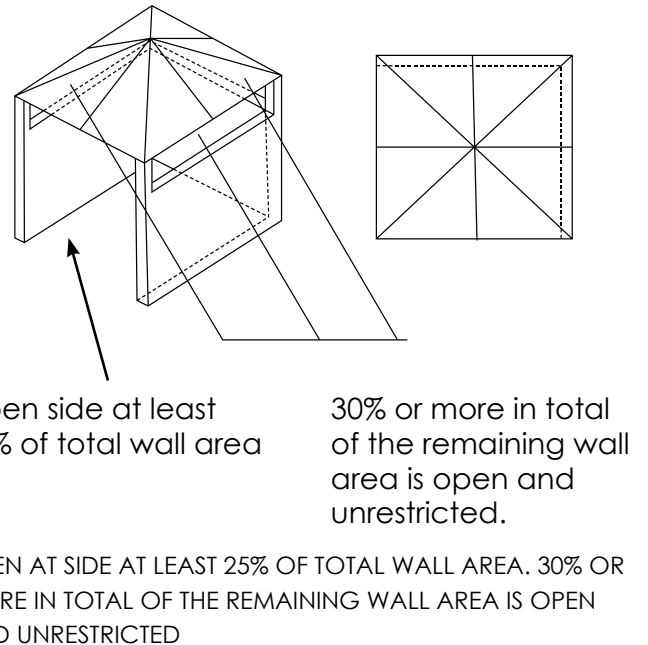 en side at least
% of total wall area
30% or more in total
of the remaining wall
area is open and
unrestricted.
EN AT SIDE AT LEAST 25% OF TOTAL WALL AREA. 30% OR
RE IN TOTAL OF THE REMAINING WALL AREA IS OPEN
D UNRESTRICTED